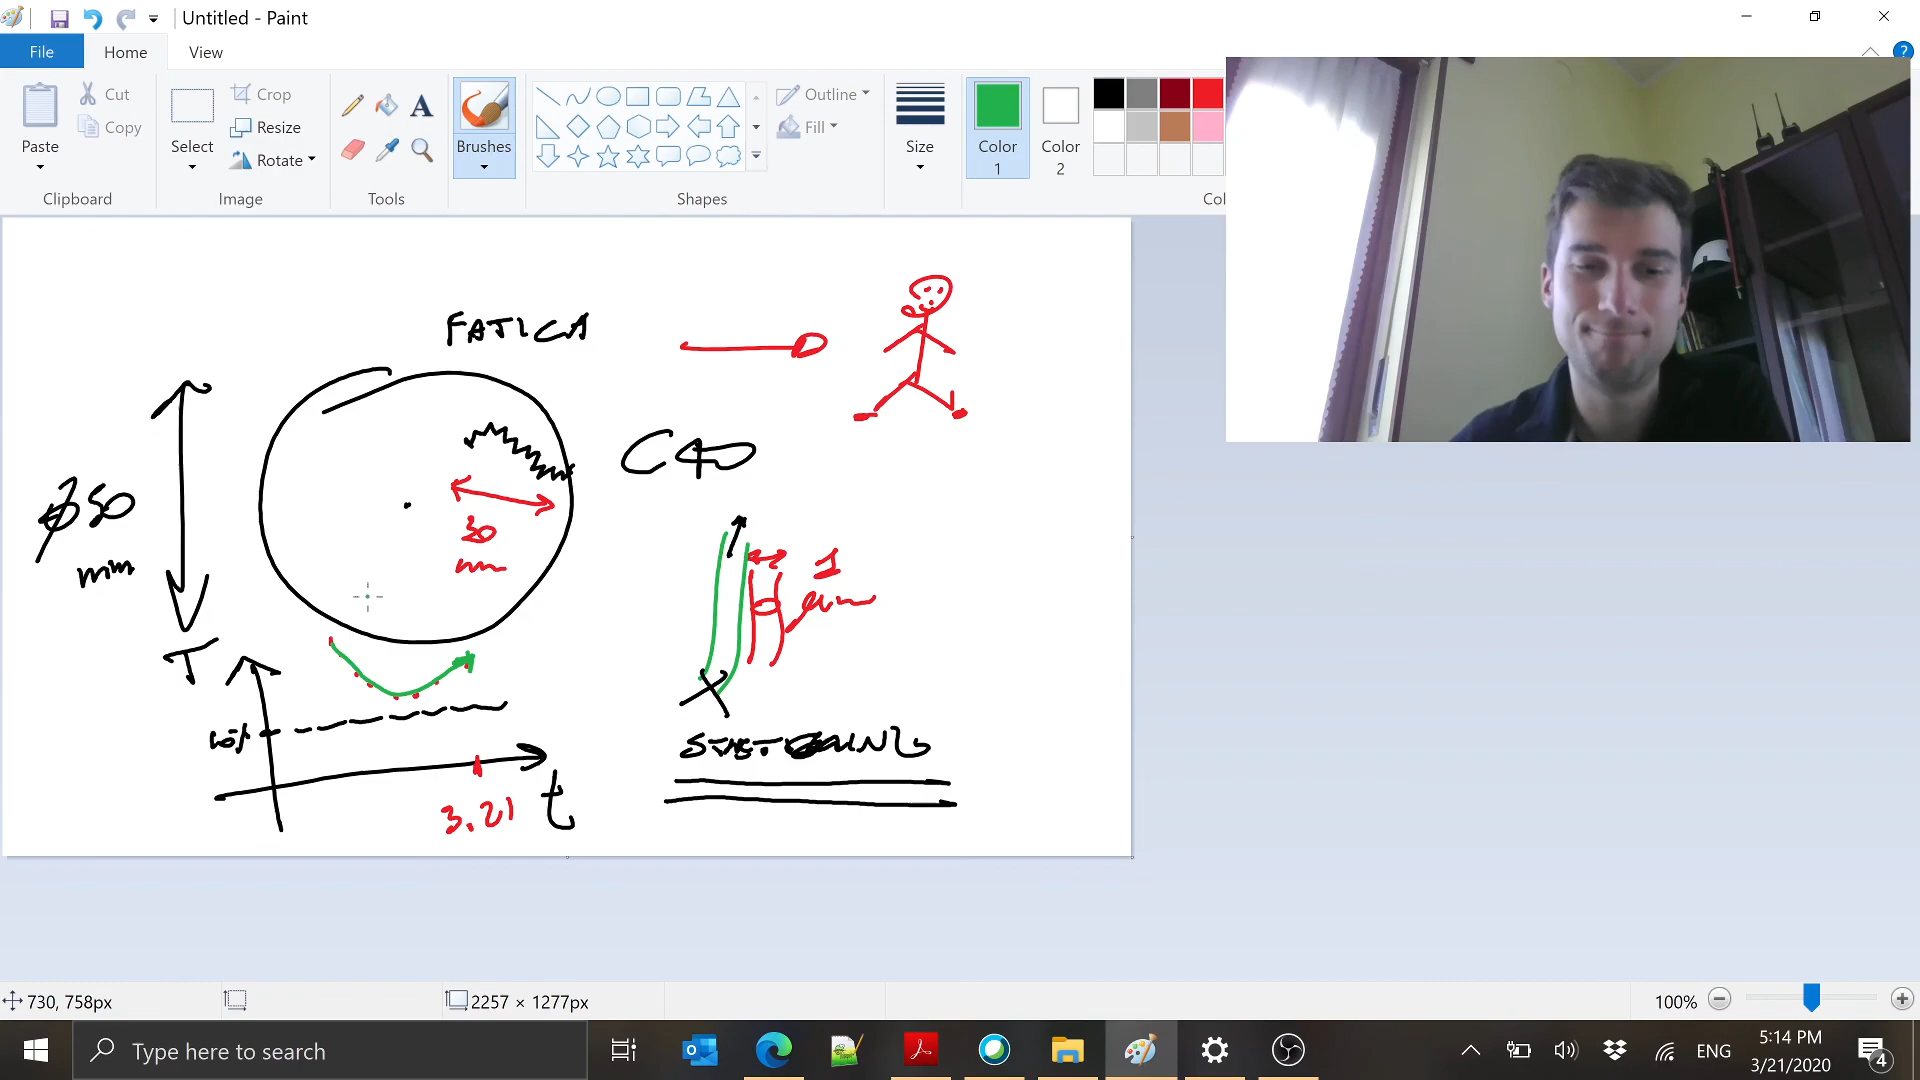 Untitled - Paint
File Home View
Paste
Cut
Copy
Clipboard
Select
Crop
Resize
Rotate
Image
Tools
Brushes
Shapes
Outline
Fill
Size
Color 1
Color 2
Col
FATICA
C40
ø50
mm
30
mm
1
T
t
3.21
730, 758px
2257 × 1277px
100%
Type here to search
ENG
5:14 PM
3/21/2020
4